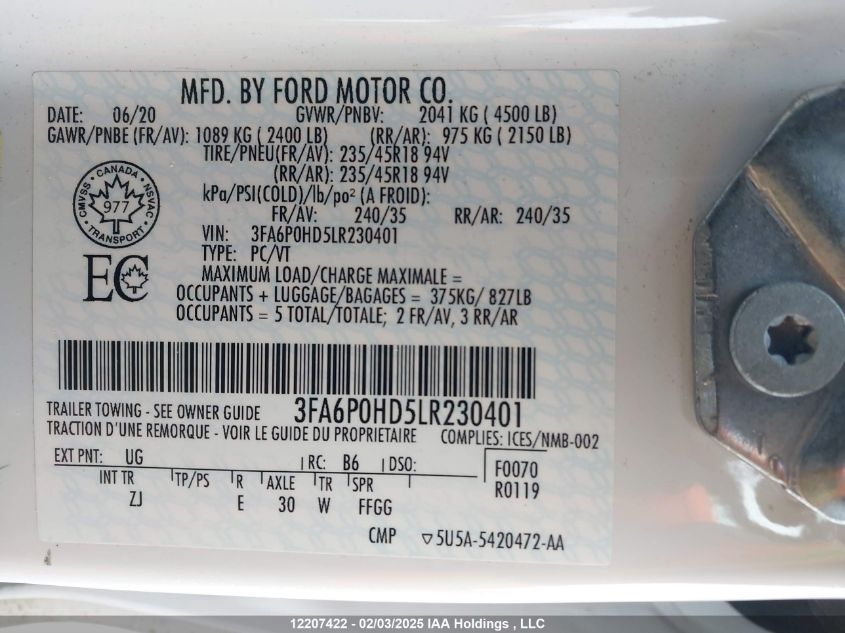 MFD. BY FORD MOTOR CO.
DATE: 06/20 GVWR/PNBV: 2041 KG ( 4500 LB)
GAWR/PNBE (FR/AV): 1089 KG ( 2400 LB) (RR/AR): 975 KG ( 2150 LB)
TIRE/PNEU(FR/AV): 235/45R18 94V
(RR/AR): 235/45R18 94V
kPa/PSI(COLD)/lb/po² (A FROID):
FR/AV: 240/35 RR/AR: 240/35
CMVSS CANADA NSVAC
977
TRANSPORT
VIN: 3FA6P0HD5LR230401
TYPE: PC/VT
EC
MAXIMUM LOAD/CHARGE MAXIMALE =
OCCUPANTS + LUGGAGE/BAGAGES = 375KG/ 827LB
OCCUPANTS = 5 TOTAL/TOTALE; 2 FR/AV, 3 RR/AR
TRAILER TOWING - SEE OWNER GUIDE 3FA6P0HD5LR230401
TRACTION D'UNE REMORQUE - VOIR LE GUIDE DU PROPRIETAIRE COMPLIES: ICES/NMB-002
EXT PNT: UG RC: B6 DSO: F0070
INT TR TP/PS R AXLE TR SPR R0119
ZJ E 30 W FFGG
CMP ▽5U5A-5420472-AA
12207422 - 02/03/2025 IAA Holdings , LLC